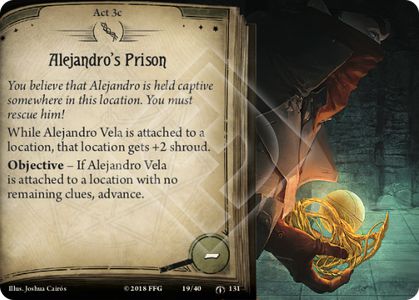 Act 3c
Alejandro's Prison
You believe that Alejandro is held captive
somewhere in this location. You must
rescue him!
While Alejandro Vela is attached to a
location, that location gets +2 shroud.
Objective – If Alejandro Vela
is attached to a location with no
remaining clues, advance.
–
Illus. Joshua Cairós
© 2018 FFG
19/40
131